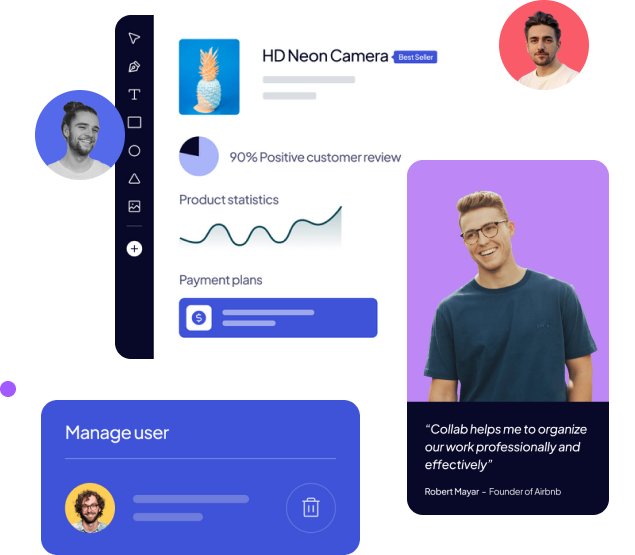 HD Neon Camera
Best Seller
90% Positive customer review
Product statistics
Payment plans
Manage user
“Collab helps me to organize
our work professionally and
effectively”
Robert Mayar - Founder of Airbnb